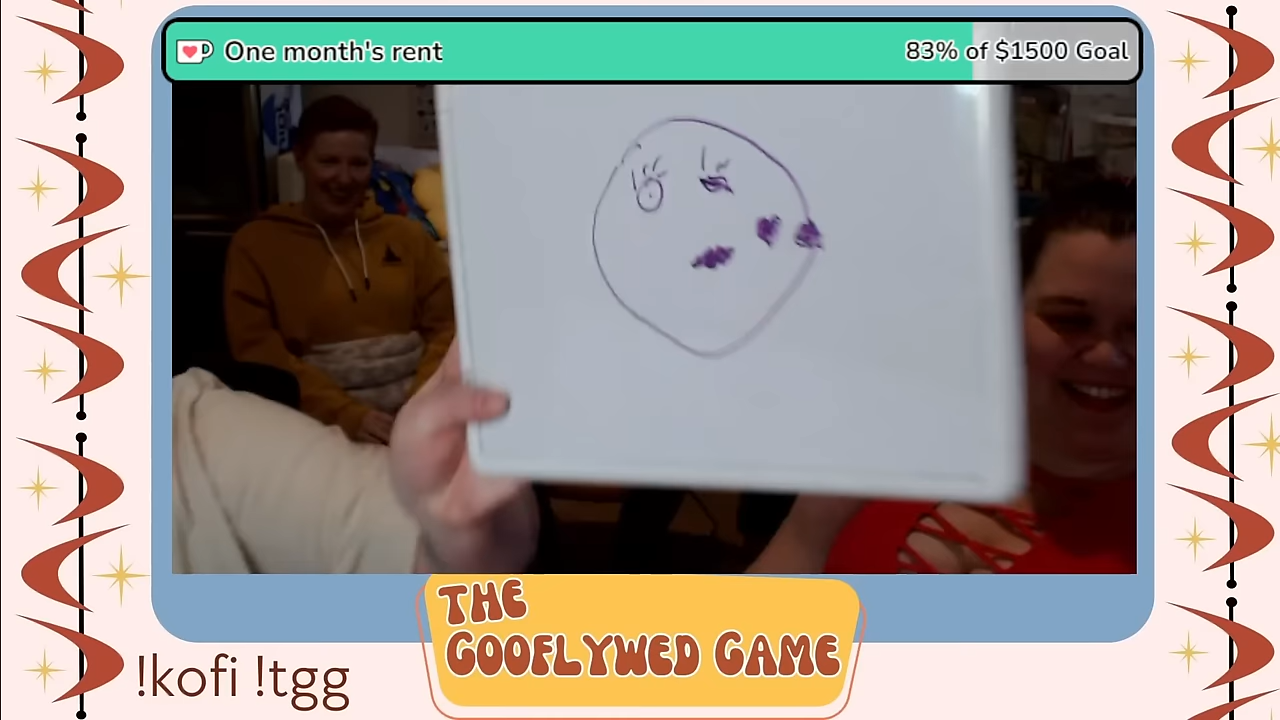 One month's rent
83% of $1500 Goal
THE
GOOFLYWED GAME
!kofi !tgg